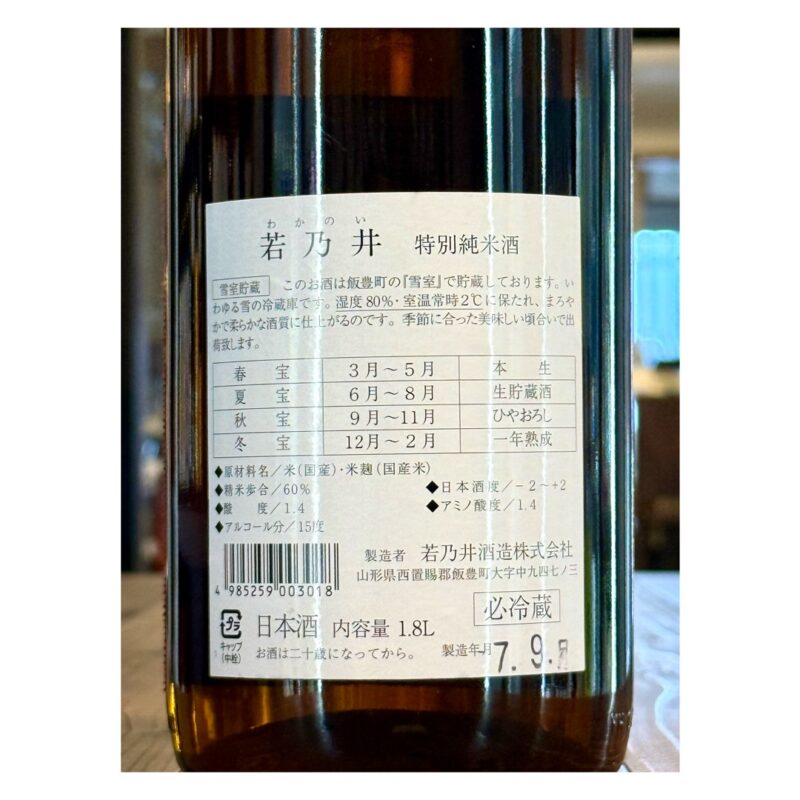 わかのい
若乃井 特別純米酒
雪室貯蔵 このお酒は飯豊町の『雪室』で貯蔵しております。い
わゆる雪の冷蔵庫です。湿度80%・室温常時2℃に保たれ、まろや
かで柔らかな酒質に仕上がるのです。季節に合った美味しい頃合いで出
荷致します。
春宝 3月〜5月 本生
夏宝 6月〜8月 生貯蔵酒
秋宝 9月〜11月 ひやおろし
冬宝 12月〜2月 一年熟成
◆原材料名/米(国産)・米麹(国産米)
◆精米歩合/60% ◆日本酒度/−2〜+2
◆酸度/1.4 ◆アミノ酸度/1.4
◆アルコール分/15度
製造者 若乃井酒造株式会社
山形県西置賜郡飯豊町大字中九四七ノ三
4 985259 003018
プラ
キャップ
(中栓)
日本酒 内容量 1.8L
必冷蔵
お酒は二十歳になってから。
製造年月 7.9.